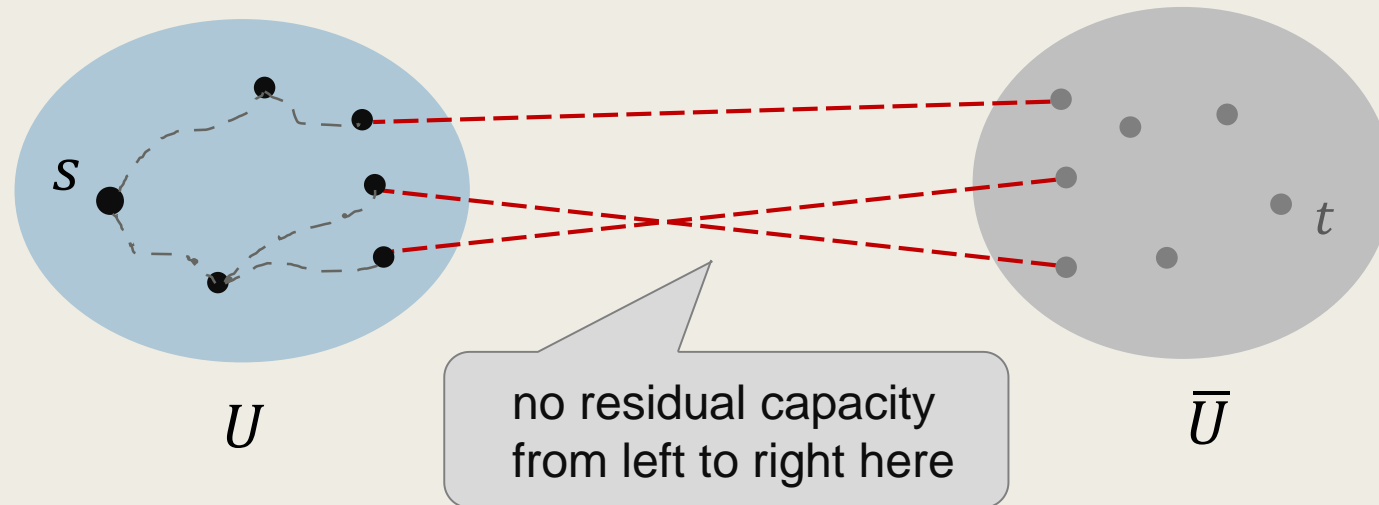 s
t
U
U̅
no residual capacity
from left to right here